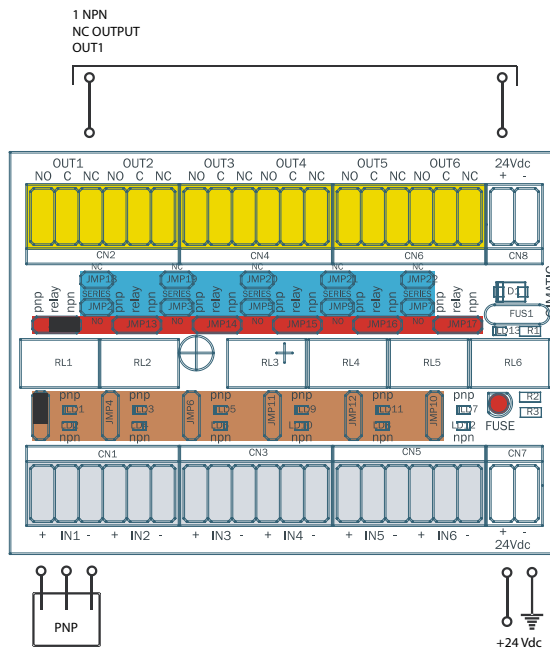 1 NPN
NC OUTPUT
OUT1
OUT1 OUT2 OUT3 OUT4 OUT5 OUT6 24Vdc
NO C NC NO C NC NO C NC NO C NC NO C NC NO C NC + -
CN2 CN4 CN6 CN8
NC NC NC NC NC
JMP18 JMP19 JMP20 JMP21 JMP22
SERIES SERIES SERIES SERIES SERIES
pnp relay npn pnp relay npn pnp relay npn pnp relay npn pnp relay npn pnp relay npn
NO NO NO NO NO
JMP13 JMP14 JMP15 JMP16 JMP17
FUS1
LD13 R1
RL1 RL2 RL3 RL4 RL5 RL6
pnp pnp pnp pnp pnp pnp
LD1 LD3 LD5 LD9 LD11 LD7
JMP4 JMP6 JMP11 JMP12 JMP10
LD10 LD12
npn npn npn npn npn npn
R2
R3
FUSE
CN1 CN3 CN5 CN7
+ IN1 - + IN2 - + IN3 - + IN4 - + IN5 - + IN6 - + -
24Vdc
PNP
+24 Vdc